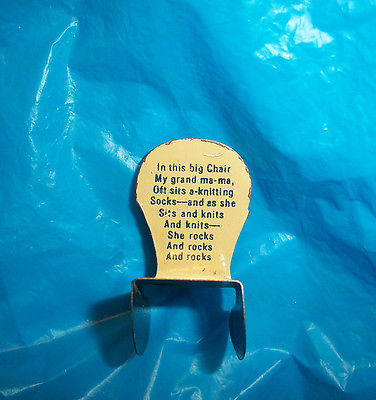 In this big Chair
My grand ma-ma,
Oft sits a-knitting
Socks—and as she
Sits and knits
And knits—
She rocks
And rocks
And rocks